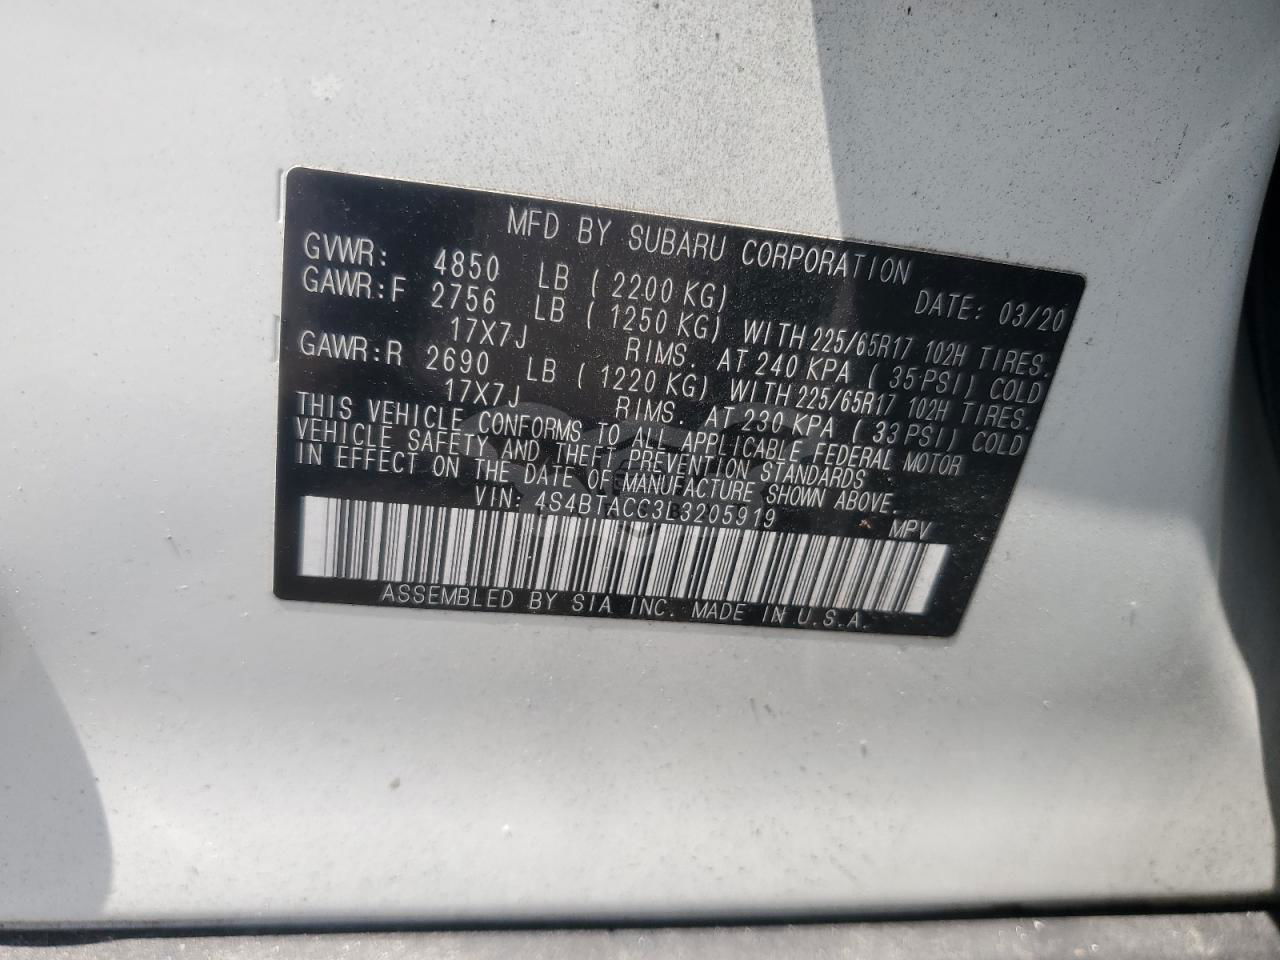 MFD BY SUBARU CORPORATION
DATE: 03/20
GVWR: 4850 LB ( 2200 KG)
GAWR:F 2756 LB ( 1250 KG) WITH 225/65R17 102H TIRES.
17X7J RIMS. AT 240 KPA ( 35 PSI) COLD
GAWR:R 2690 LB ( 1220 KG) WITH 225/65R17 102H TIRES.
17X7J RIMS. AT 230 KPA ( 33 PSI) COLD
THIS VEHICLE CONFORMS TO ALL APPLICABLE FEDERAL MOTOR
VEHICLE SAFETY AND THEFT PREVENTION STANDARDS
IN EFFECT ON THE DATE OF MANUFACTURE SHOWN ABOVE.
VIN: 4S4BTACC3L3205919 MPV
ASSEMBLED BY SIA INC. MADE IN U.S.A.